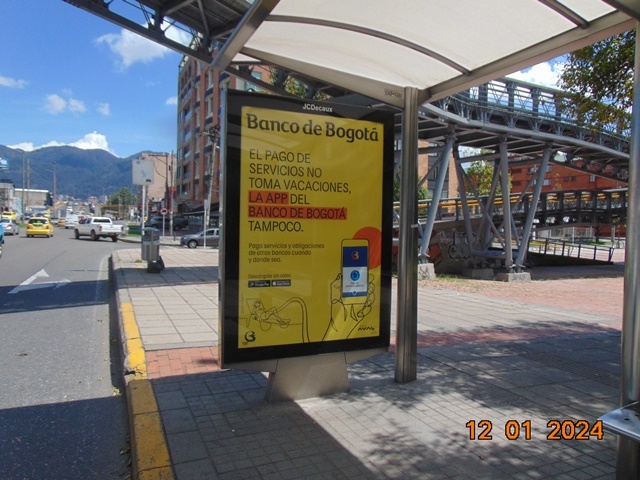 JCDecaux
Banco de Bogotá
EL PAGO DE
SERVICIOS NO
TOMA VACACIONES,
LA APP DEL
BANCO DE BOGOTÁ
TAMPOCO.
Paga servicios y obligaciones
de otros bancos cuando
y donde sea.
12 01 2024